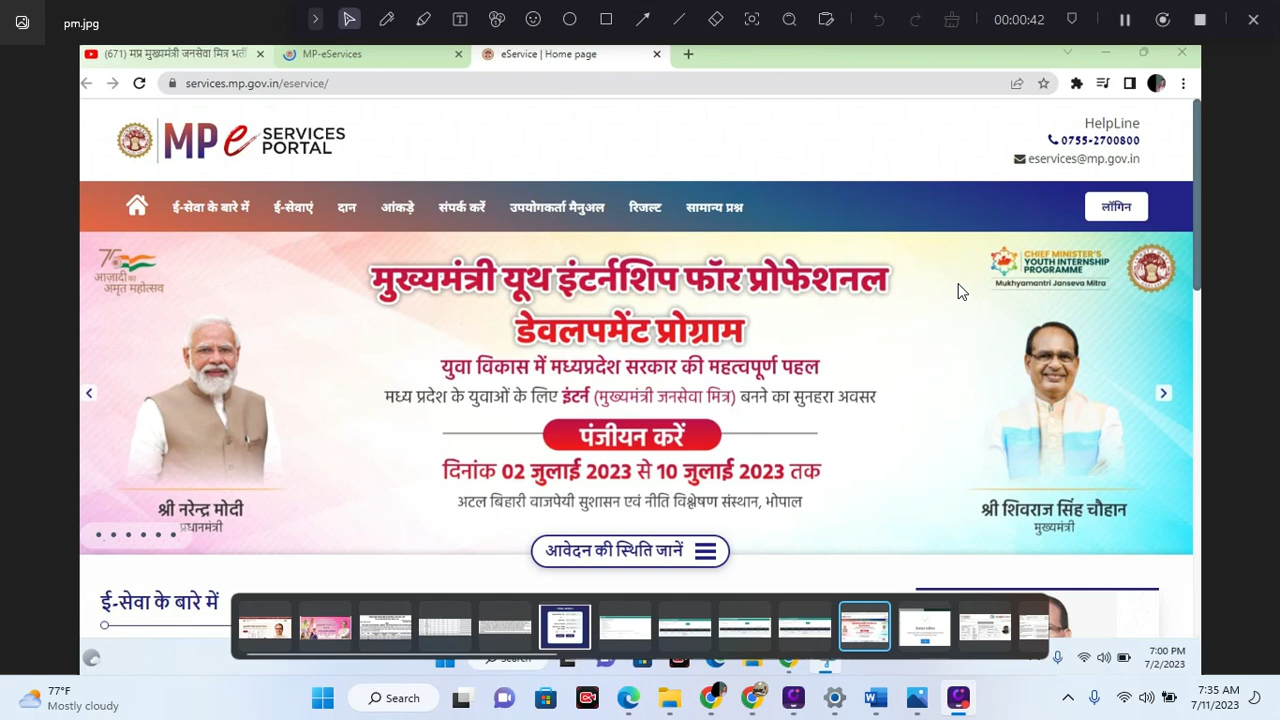 pm.jpg
00:00:42
(671) मप्र मुख्यमंत्री जनसेवा मित्र भर्ती
MP-eServices
eService | Home page
services.mp.gov.in/eservice/
MP e SERVICES PORTAL
HelpLine
0755-2700800
eservices@mp.gov.in
ई-सेवा के बारे में
ई-सेवाएं
दान
आंकड़े
संपर्क करें
उपयोगकर्ता मैनुअल
रिजल्ट
सामान्य प्रश्न
लॉगिन
आज़ादी का
अमृत महोत्सव
CHIEF MINISTER'S
YOUTH INTERNSHIP
PROGRAMME
Mukhyamantri Janseva Mitra
मुख्यमंत्री यूथ इंटर्नशिप फॉर प्रोफेशनल
डेवलपमेंट प्रोग्राम
युवा विकास में मध्यप्रदेश सरकार की महत्वपूर्ण पहल
मध्य प्रदेश के युवाओं के लिए इंटर्न (मुख्यमंत्री जनसेवा मित्र) बनने का सुनहरा अवसर
पंजीयन करें
दिनांक 02 जुलाई 2023 से 10 जुलाई 2023 तक
अटल बिहारी वाजपेयी सुशासन एवं नीति विश्लेषण संस्थान, भोपाल
श्री नरेन्द्र मोदी
प्रधानमंत्री
श्री शिवराज सिंह चौहान
मुख्यमंत्री
आवेदन की स्थिति जानें
ई-सेवा के बारे में
7:00 PM
7/2/2023
77°F
Mostly cloudy
Search
7:35 AM
7/11/2023